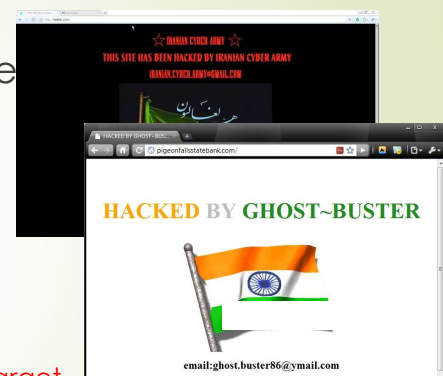 ☆ IRANIAN CYBER ARMY ☆
THIS SITE HAS BEEN HACKED BY IRANIAN CYBER ARMY
IRANIAN.CYBER.ARMY@GMAIL.COM
HACKED BY GHOST~BUS...
pigeonfallsstatebank.com/
HACKED BY GHOST~BUSTER
email:ghost.buster86@ymail.com